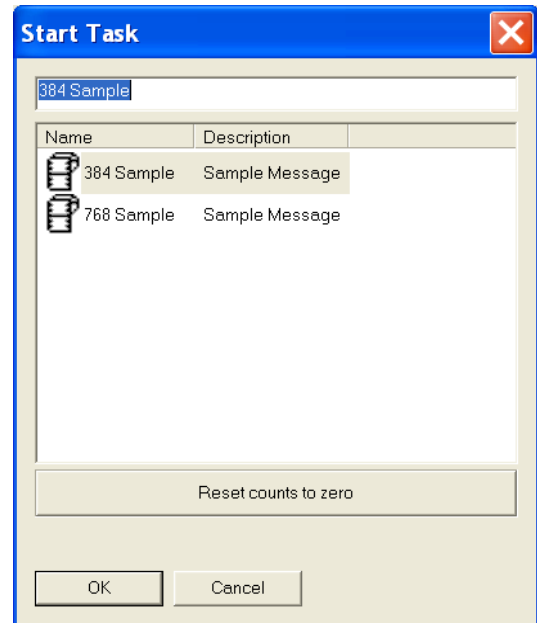 Start Task
384 Sample
Name Description
384 Sample Sample Message
768 Sample Sample Message
Reset counts to zero
OK Cancel